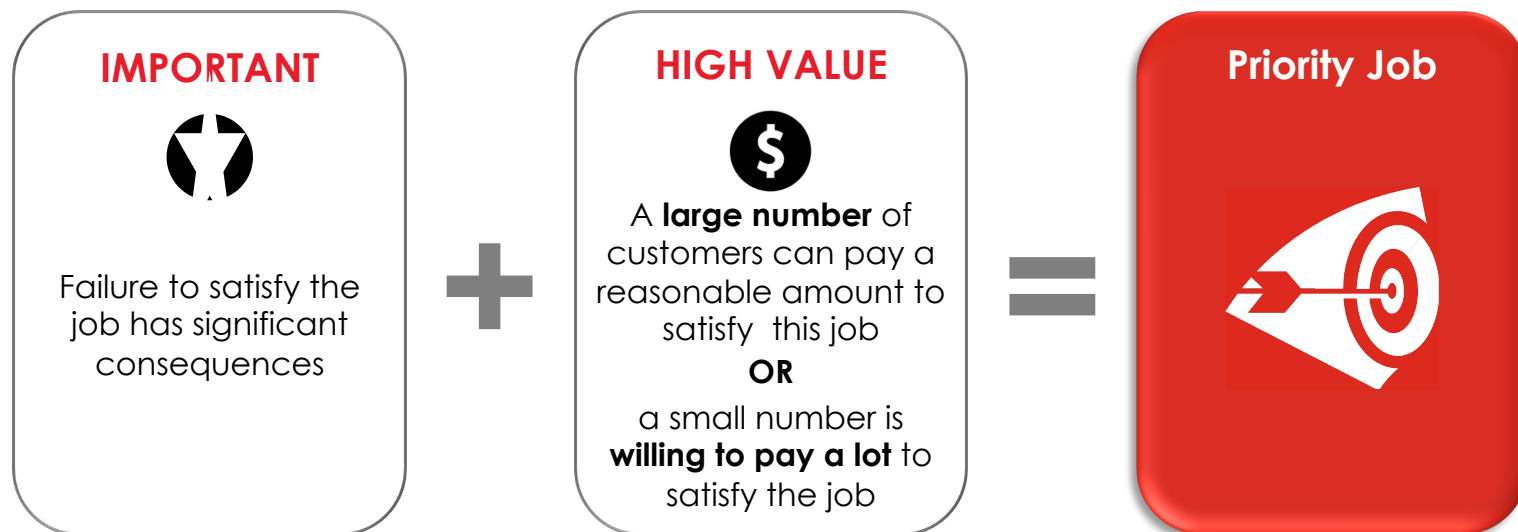 IMPORTANT
Failure to satisfy the
job has significant
consequences
HIGH VALUE
$
A large number of
customers can pay a
reasonable amount to
satisfy  this job
OR
a small number is
willing to pay a lot to
satisfy the job
Priority Job